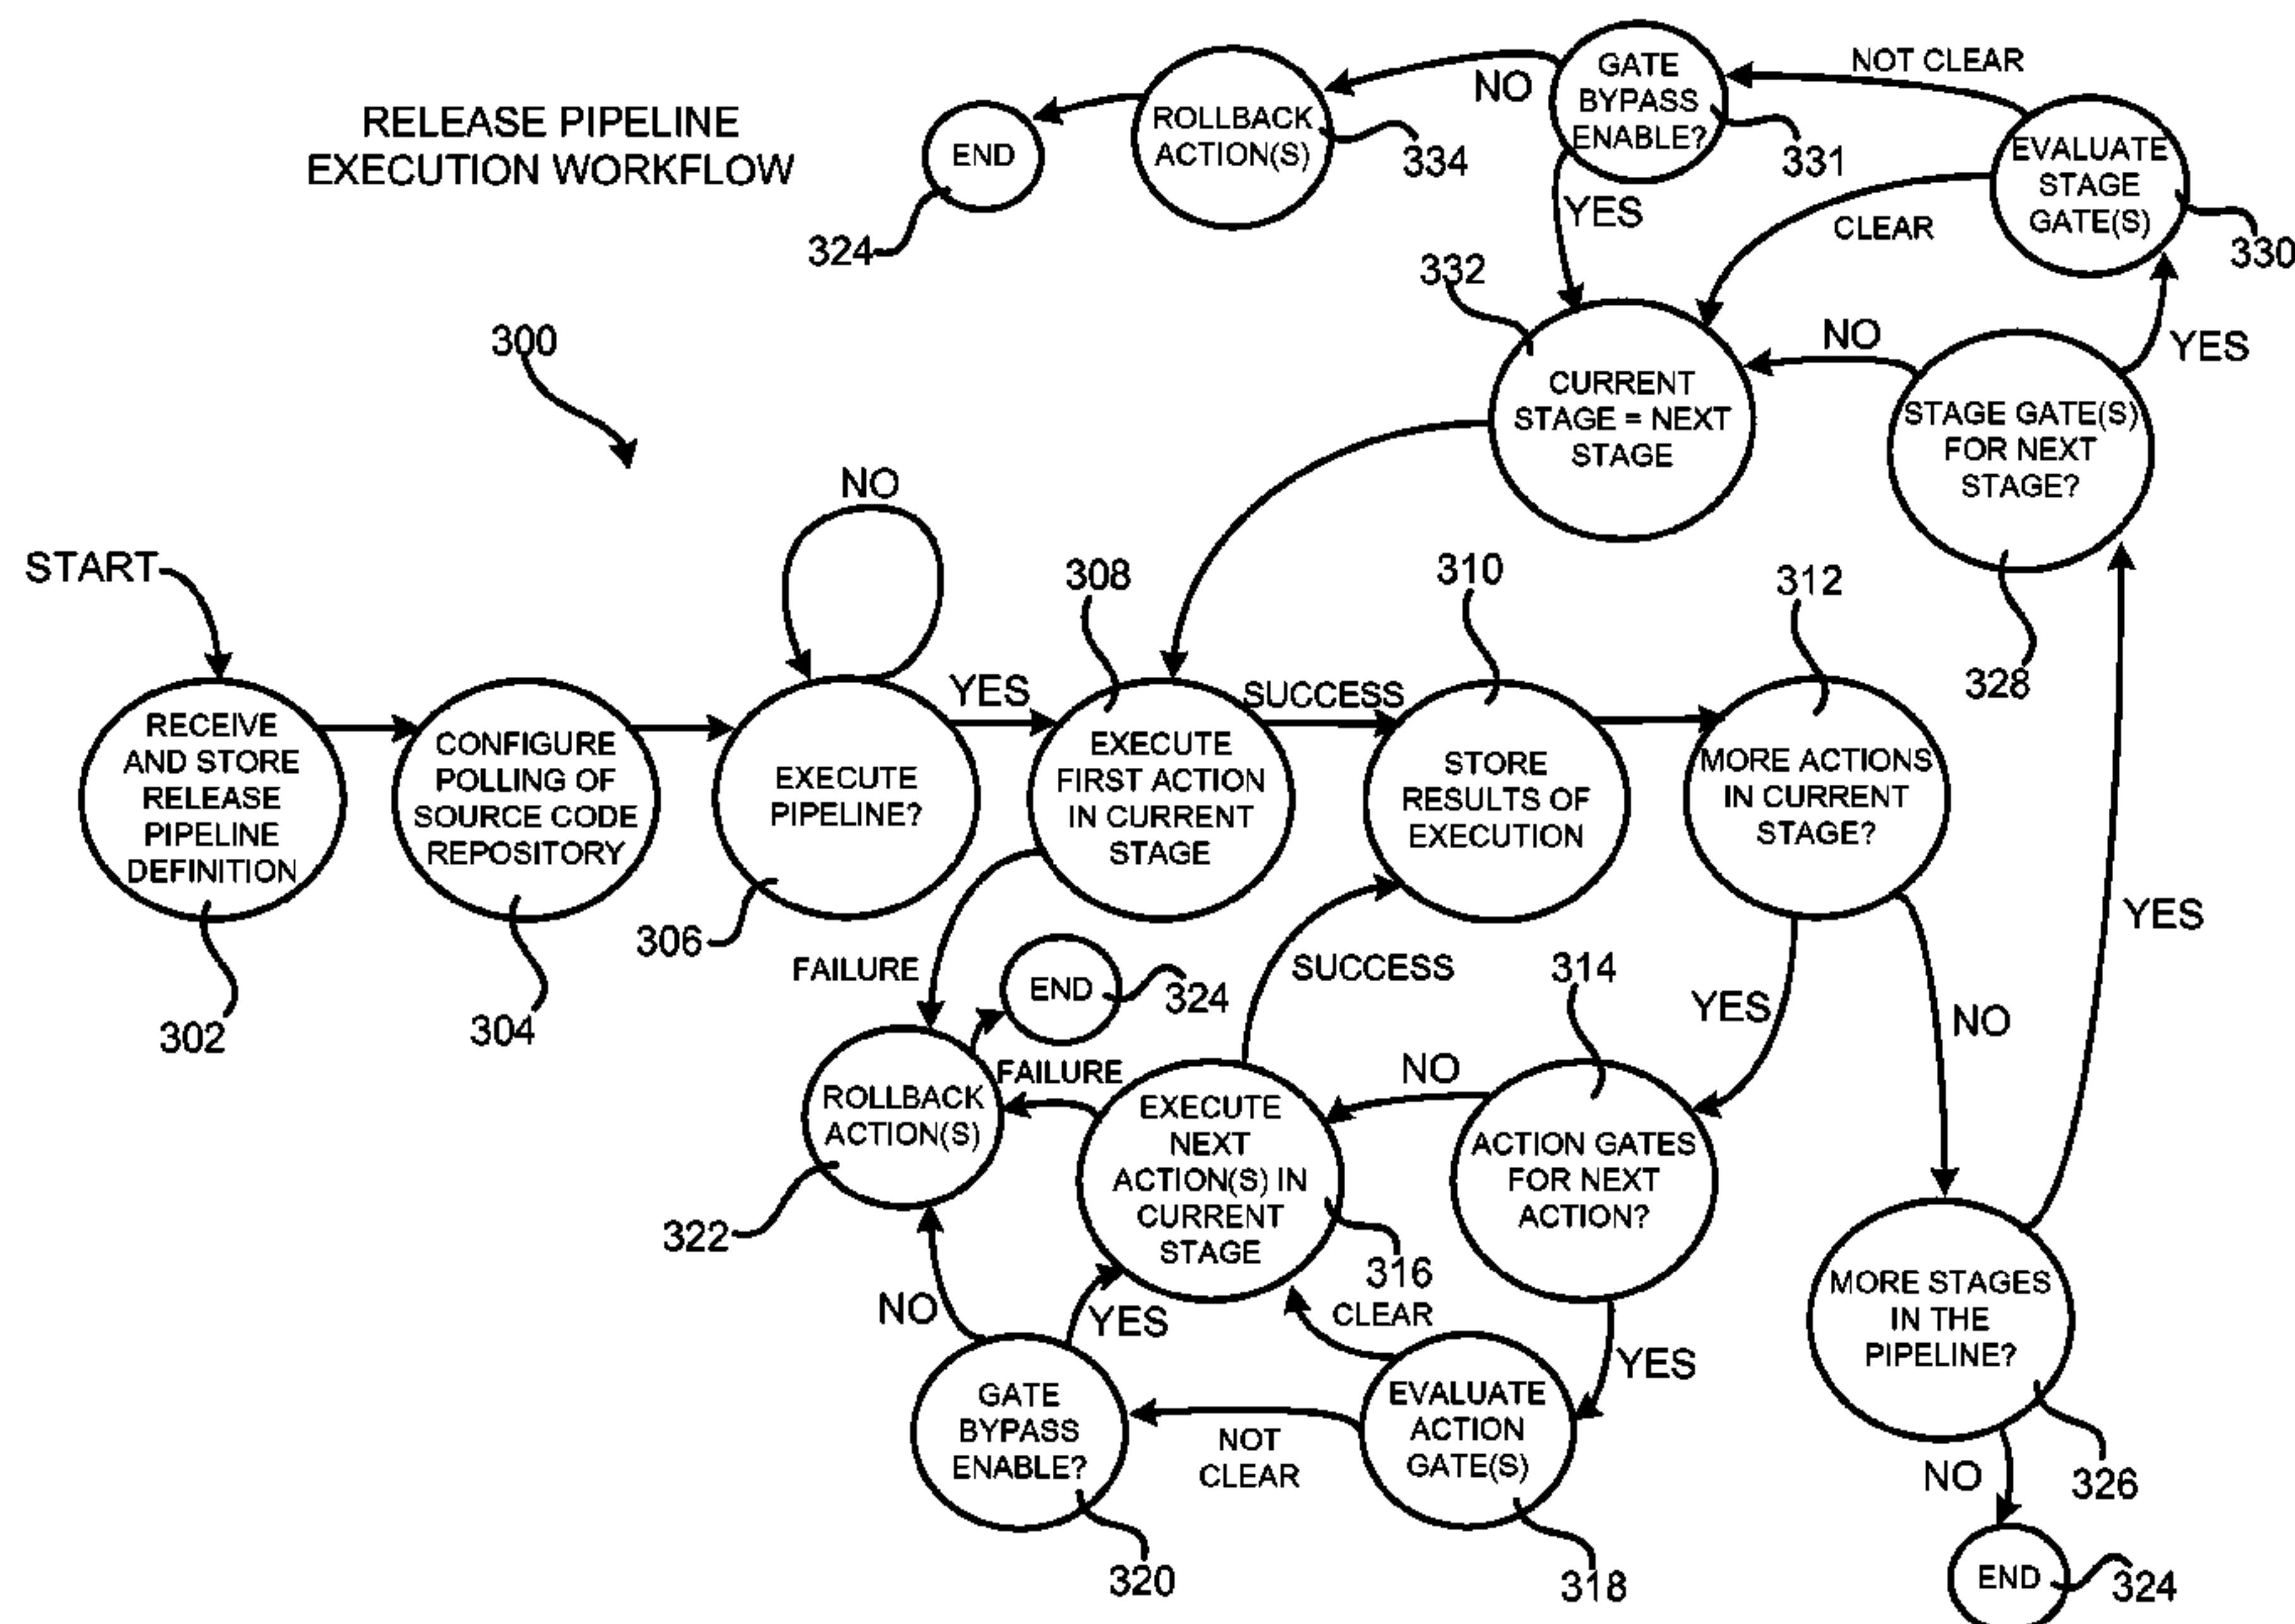 RELEASE PIPELINE
EXECUTION WORKFLOW
END
324
ROLLBACK
ACTION(S)
334
NO
GATE
BYPASS
ENABLE?
331
YES
NOT CLEAR
EVALUATE
STAGE
GATE(S)
330
CLEAR
332
CURRENT
STAGE = NEXT
STAGE
NO
STAGE GATE(S)
FOR NEXT
STAGE?
328
YES
300
START
RECEIVE
AND STORE
RELEASE
PIPELINE
DEFINITION
302
CONFIGURE
POLLING OF
SOURCE CODE
REPOSITORY
304
NO
EXECUTE
PIPELINE?
306
YES
308
EXECUTE
FIRST ACTION
IN CURRENT
STAGE
SUCCESS
310
STORE
RESULTS OF
EXECUTION
312
MORE ACTIONS
IN CURRENT
STAGE?
YES
FAILURE
END
324
SUCCESS
314
YES
NO
ROLLBACK
ACTION(S)
322
FAILURE
EXECUTE
NEXT
ACTION(S) IN
CURRENT
STAGE
316
NO
ACTION GATES
FOR NEXT
ACTION?
MORE STAGES
IN THE
PIPELINE?
326
NO
YES
CLEAR
YES
GATE
BYPASS
ENABLE?
320
NOT
CLEAR
EVALUATE
ACTION
GATE(S)
318
NO
END
324